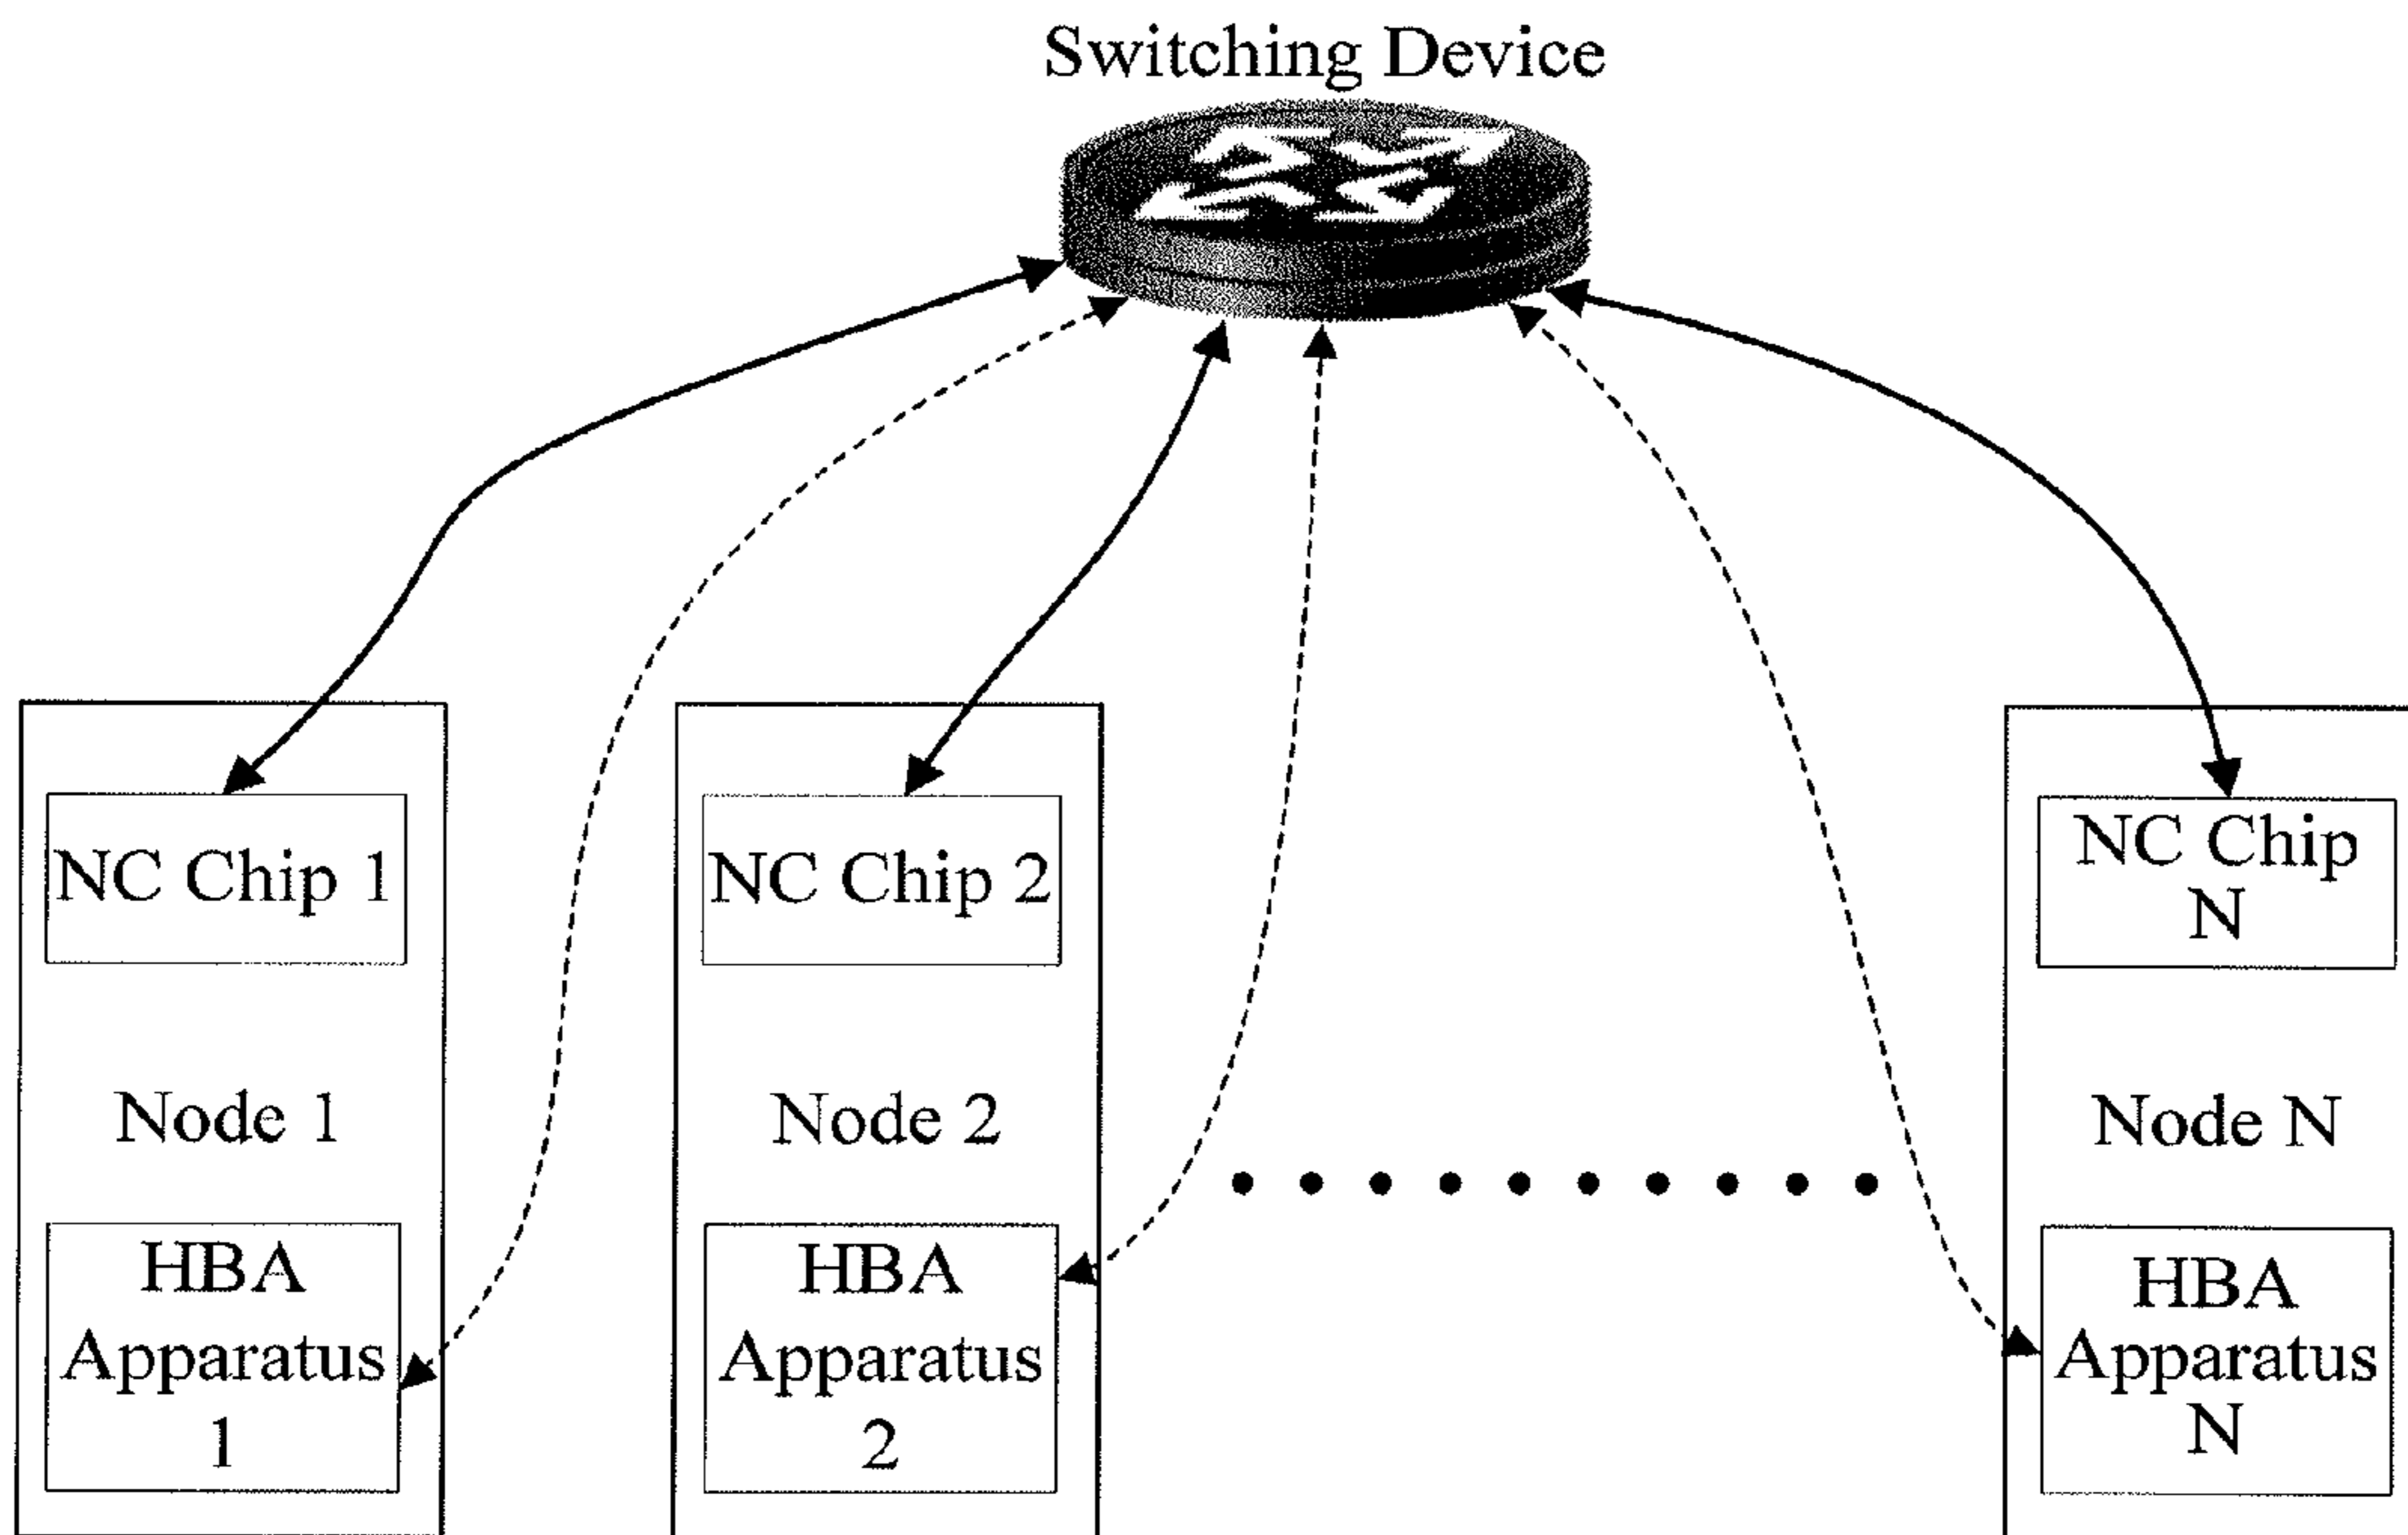 Switching Device
NC Chip 1
NC Chip 2
NC Chip
N
Node 1
Node 2
Node N
HBA
Apparatus
1
HBA
Apparatus
2
HBA
Apparatus
N